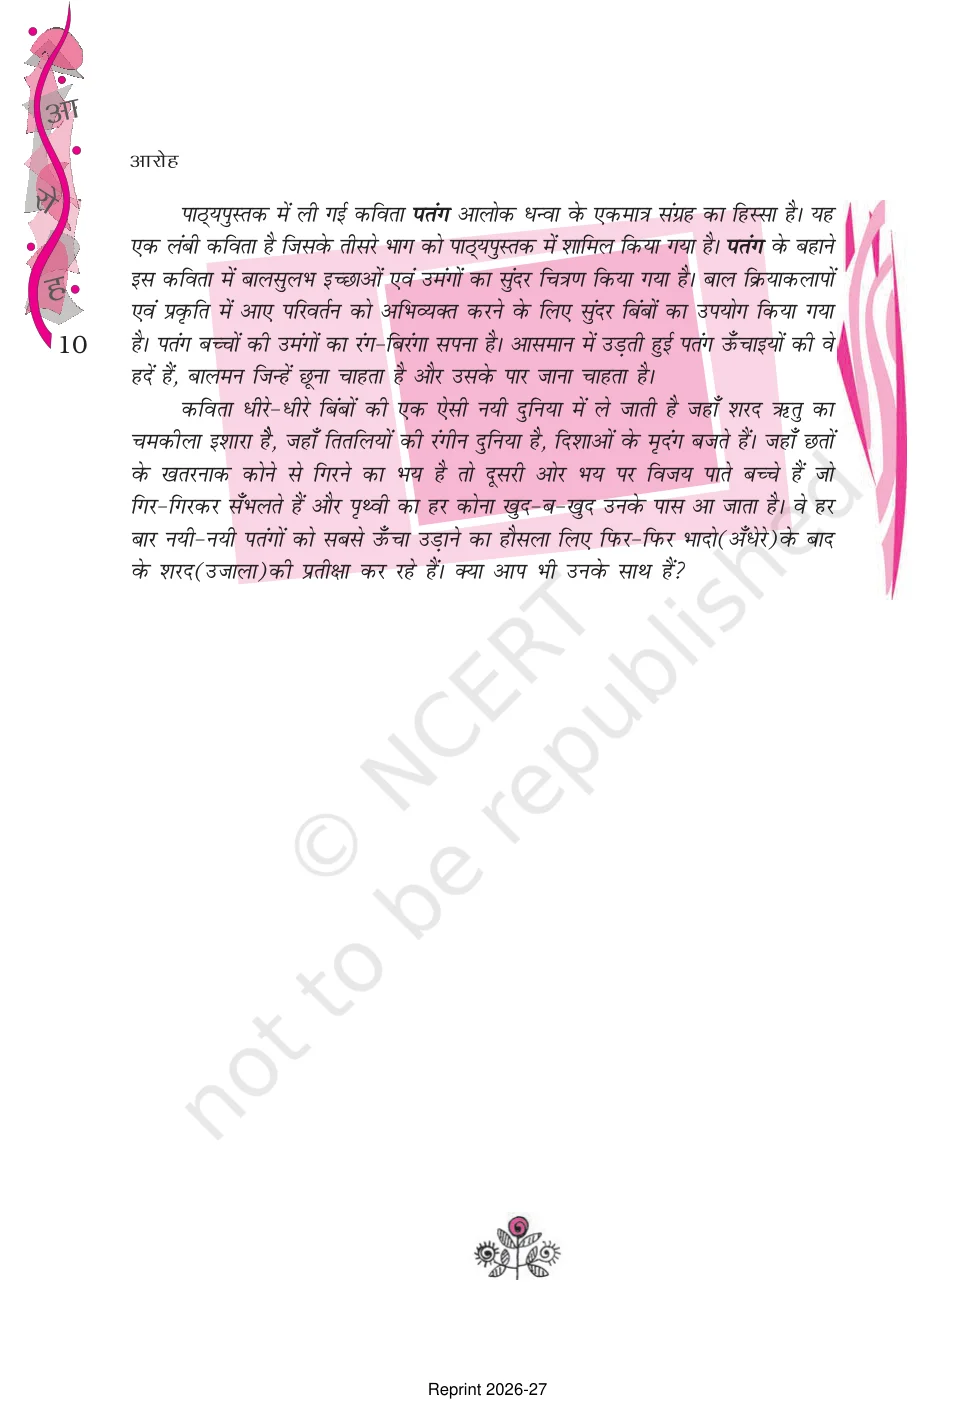 आ
रो
ह
10
आरोह
पाठ्यपुस्तक में ली गई कविता पतंग आलोक धन्वा के एकमात्र संग्रह का हिस्सा है। यह
एक लंबी कविता है जिसके तीसरे भाग को पाठ्यपुस्तक में शामिल किया गया है। पतंग के बहाने
इस कविता में बालसुलभ इच्छाओं एवं उमंगों का सुंदर चित्रण किया गया है। बाल क्रियाकलापों
एवं प्रकृति में आए परिवर्तन को अभिव्यक्त करने के लिए सुंदर बिंबों का उपयोग किया गया
है। पतंग बच्चों की उमंगों का रंग-बिरंगा सपना है। आसमान में उड़ती हुई पतंग ऊँचाइयों की वे
हदें हैं, बालमन जिन्हें छूना चाहता है और उसके पार जाना चाहता है।
कविता धीरे-धीरे बिंबों की एक ऐसी नयी दुनिया में ले जाती है जहाँ शरद ऋतु का
चमकीला इशारा है, जहाँ तितलियों की रंगीन दुनिया है, दिशाओं के मृदंग बजते हैं। जहाँ छतों
के खतरनाक कोने से गिरने का भय है तो दूसरी ओर भय पर विजय पाते बच्चे हैं जो
गिर-गिरकर सँभलते हैं और पृथ्वी का हर कोना खुद-ब-खुद उनके पास आ जाता है। वे हर
बार नयी-नयी पतंगों को सबसे ऊँचा उड़ाने का हौसला लिए फिर-फिर भादो(अँधेरे)के बाद
के शरद(उजाला)की प्रतीक्षा कर रहे हैं। क्या आप भी उनके साथ हैं?
© NCERT
not to be republished
Reprint 2026-27